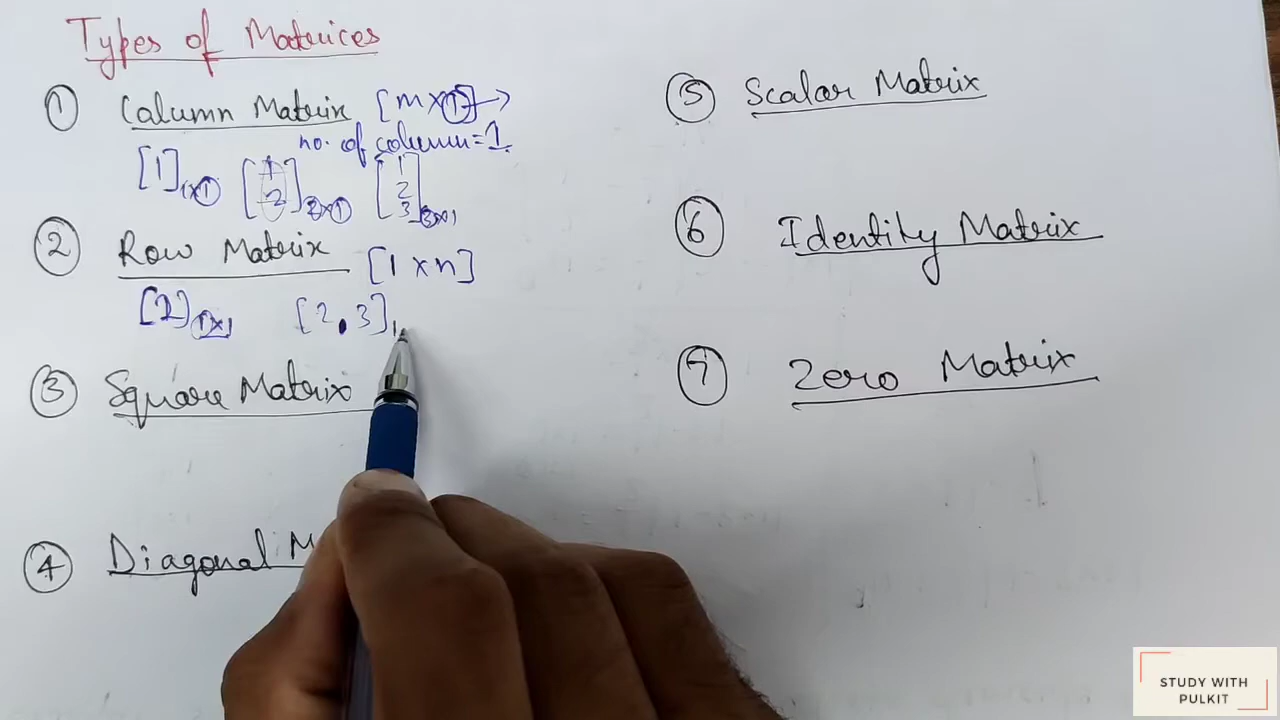 Types of Matrices
① Column Matrix [m×1] →
no. of column = 1.
[1]1×1 [1 2]2×1 [1 2 3]3×1
② Row Matrix [1 × n]
[2]1×1 [2, 3]1
③ Square Matrix
④ Diagonal M
⑤ Scalar Matrix
⑥ Identity Matrix
⑦ Zero Matrix
STUDY WITH
PULKIT